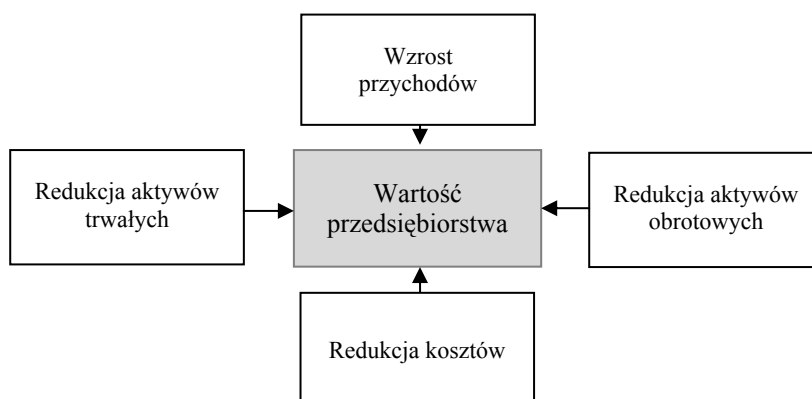 Wzrost
przychodów
Redukcja aktywów
trwałych
Wartość
przedsiębiorstwa
Redukcja aktywów
obrotowych
Redukcja kosztów